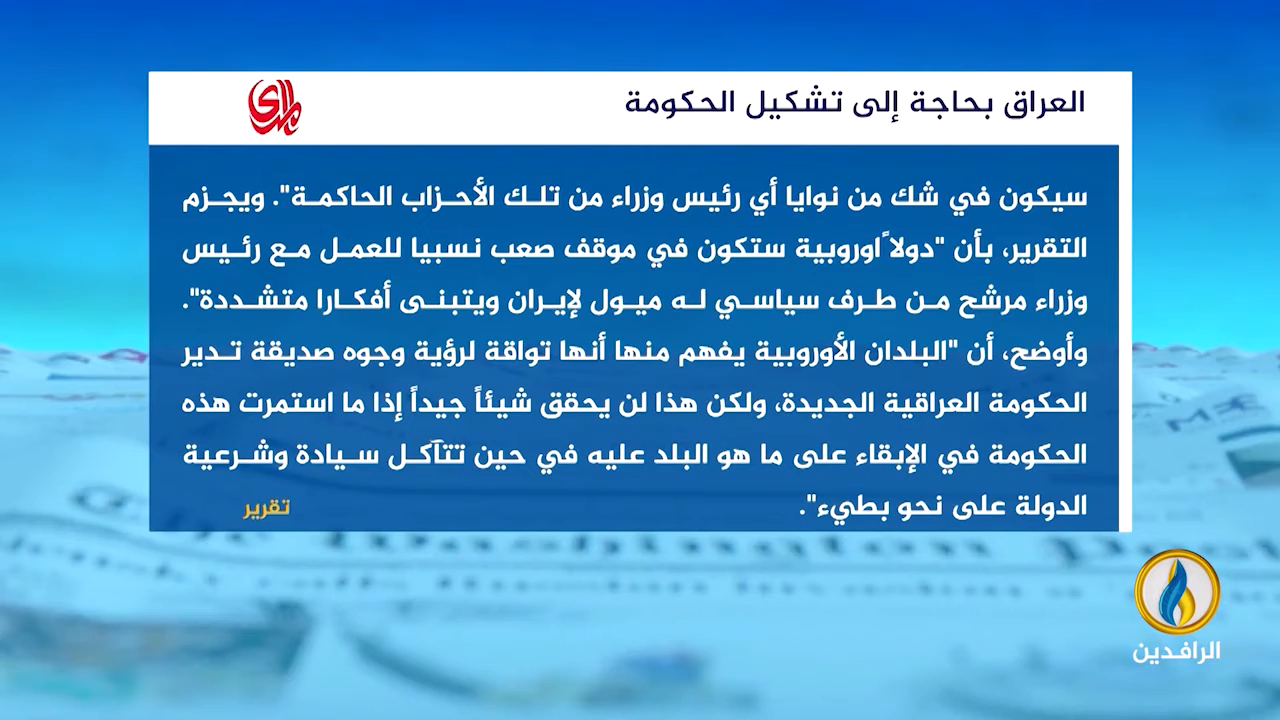 العراق بحاجة إلى تشكيل الحكومة
المدى
سيكون في شك من نوايا أي رئيس وزراء من تلك الأحزاب الحاكمة". ويجزم
التقرير، بأن "دولاً اوروبية ستكون في موقف صعب نسبيا للعمل مع رئيس
وزراء مرشح من طرف سياسي له ميول لإيران ويتبنى أفكارا متشددة".
وأوضح، أن "البلدان الأوروبية يفهم منها أنها تواقة لرؤية وجوه صديقة تدير
الحكومة العراقية الجديدة، ولكن هذا لن يحقق شيئاً جيداً إذا ما استمرت هذه
الحكومة في الإبقاء على ما هو البلد عليه في حين تتآكل سيادة وشرعية
الدولة على نحو بطيء".
تقرير
الرافدين